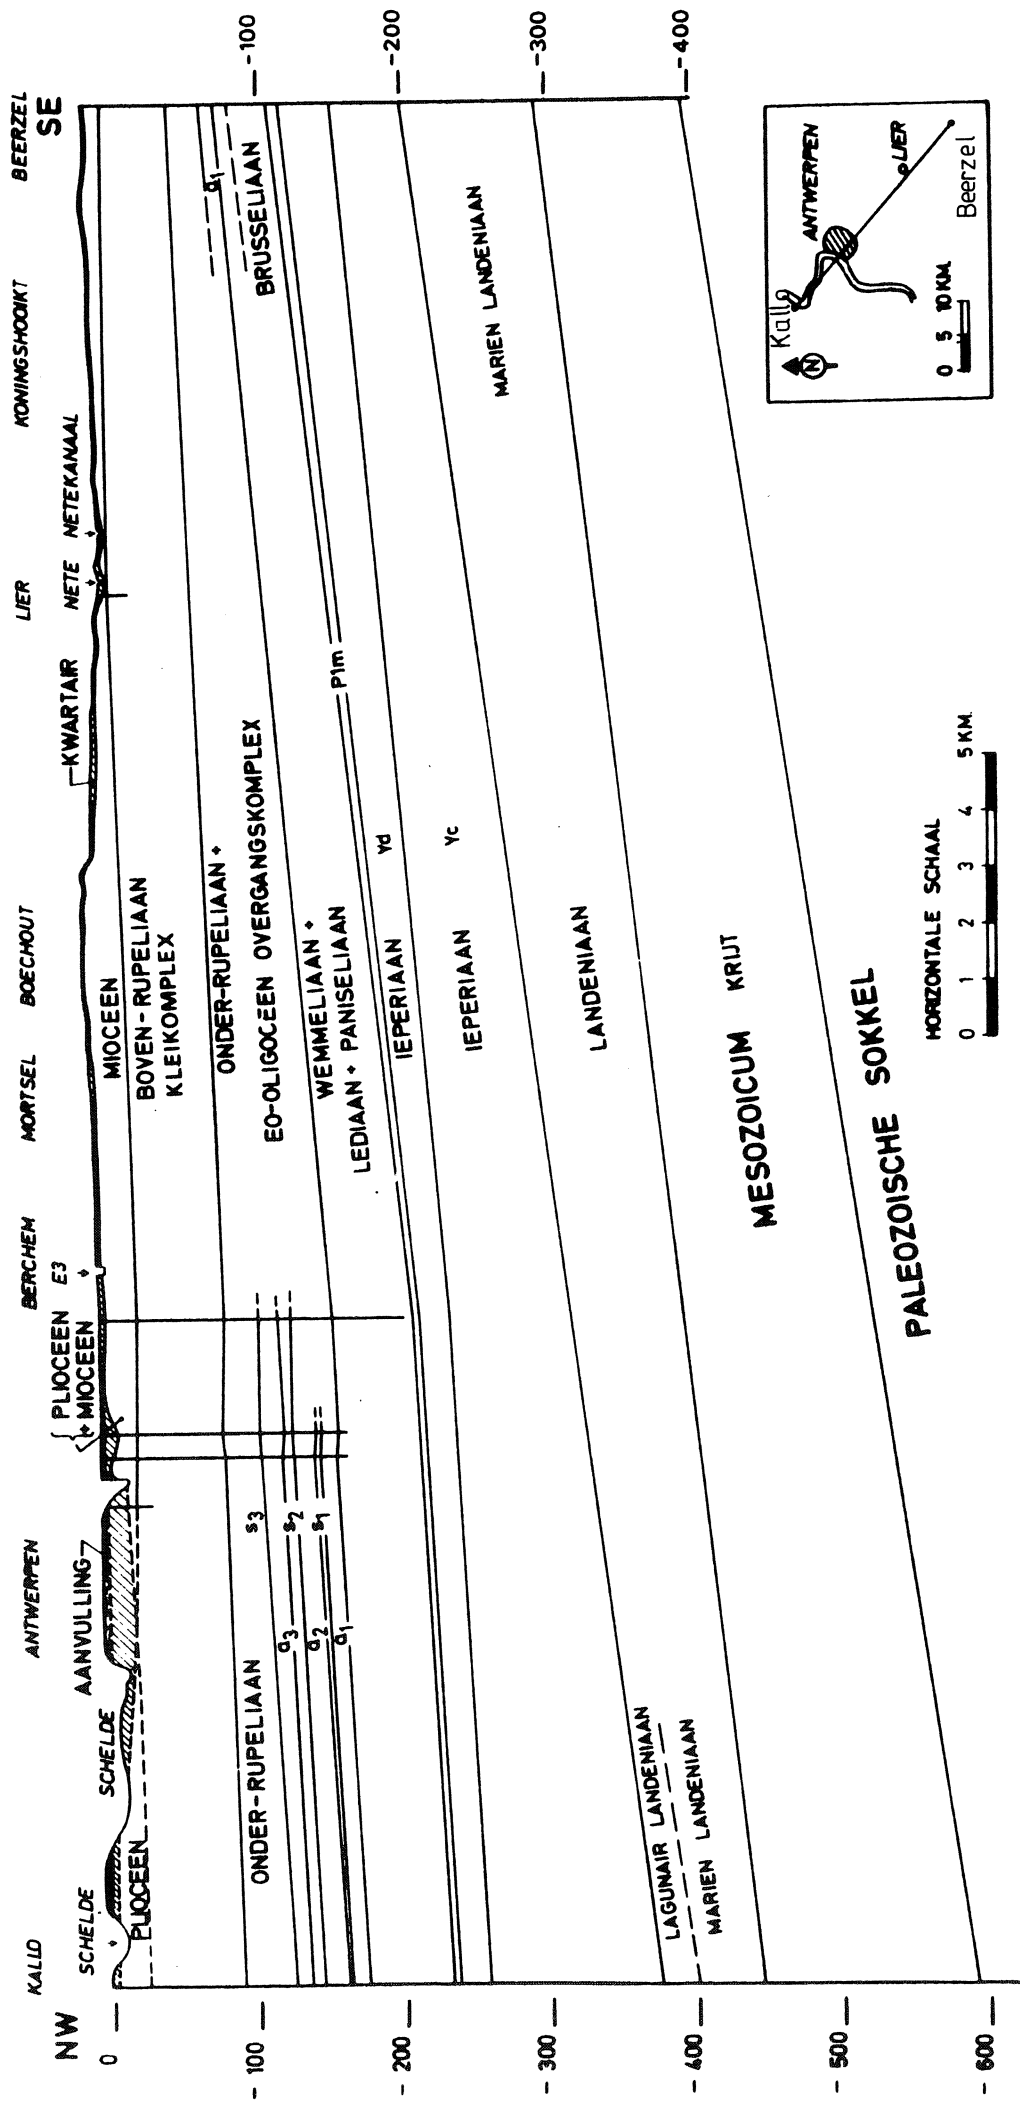 KALLO
ANTWERPEN
BERCHEM
MORTSEL
BOECHOUT
LIER
KONINGSHOOIKT
BEERZEL
NW
SCHELDE
SCHELDE
AANVULLING
{ PLIOCEEN
+ MIOCEEN
E3
KWARTAIR
NETE
NETEKANAAL
SE
0
- 100
- 200
- 300
- 400
- 500
- 600
-100
-200
-300
-400
PLIOCEEN
MIOCEEN
BOVEN-RUPELIAAN
KLEIKOMPLEX
ONDER-RUPELIAAN
ONDER-RUPELIAAN +
EO-OLIGOCEEN OVERGANGSKOMPLEX
s3
a3
s2
a2
s1
a1
a1
BRUSSELIAAN
WEMMELIAAN +
LEDIAAN + PANISELIAAN
P1m
IEPERIAAN
Yd
IEPERIAAN
Yc
LANDENIAAN
MARIEN LANDENIAAN
LAGUNAIR LANDENIAAN
MARIEN LANDENIAAN
MESOZOICUM KRIJT
PALEOZOISCHE SOKKEL
HORIZONTALE SCHAAL
0 1 2 3 4 5 KM.
Kallo
ANTWERPEN
LIER
Beerzel
N
0 5 10 KM.